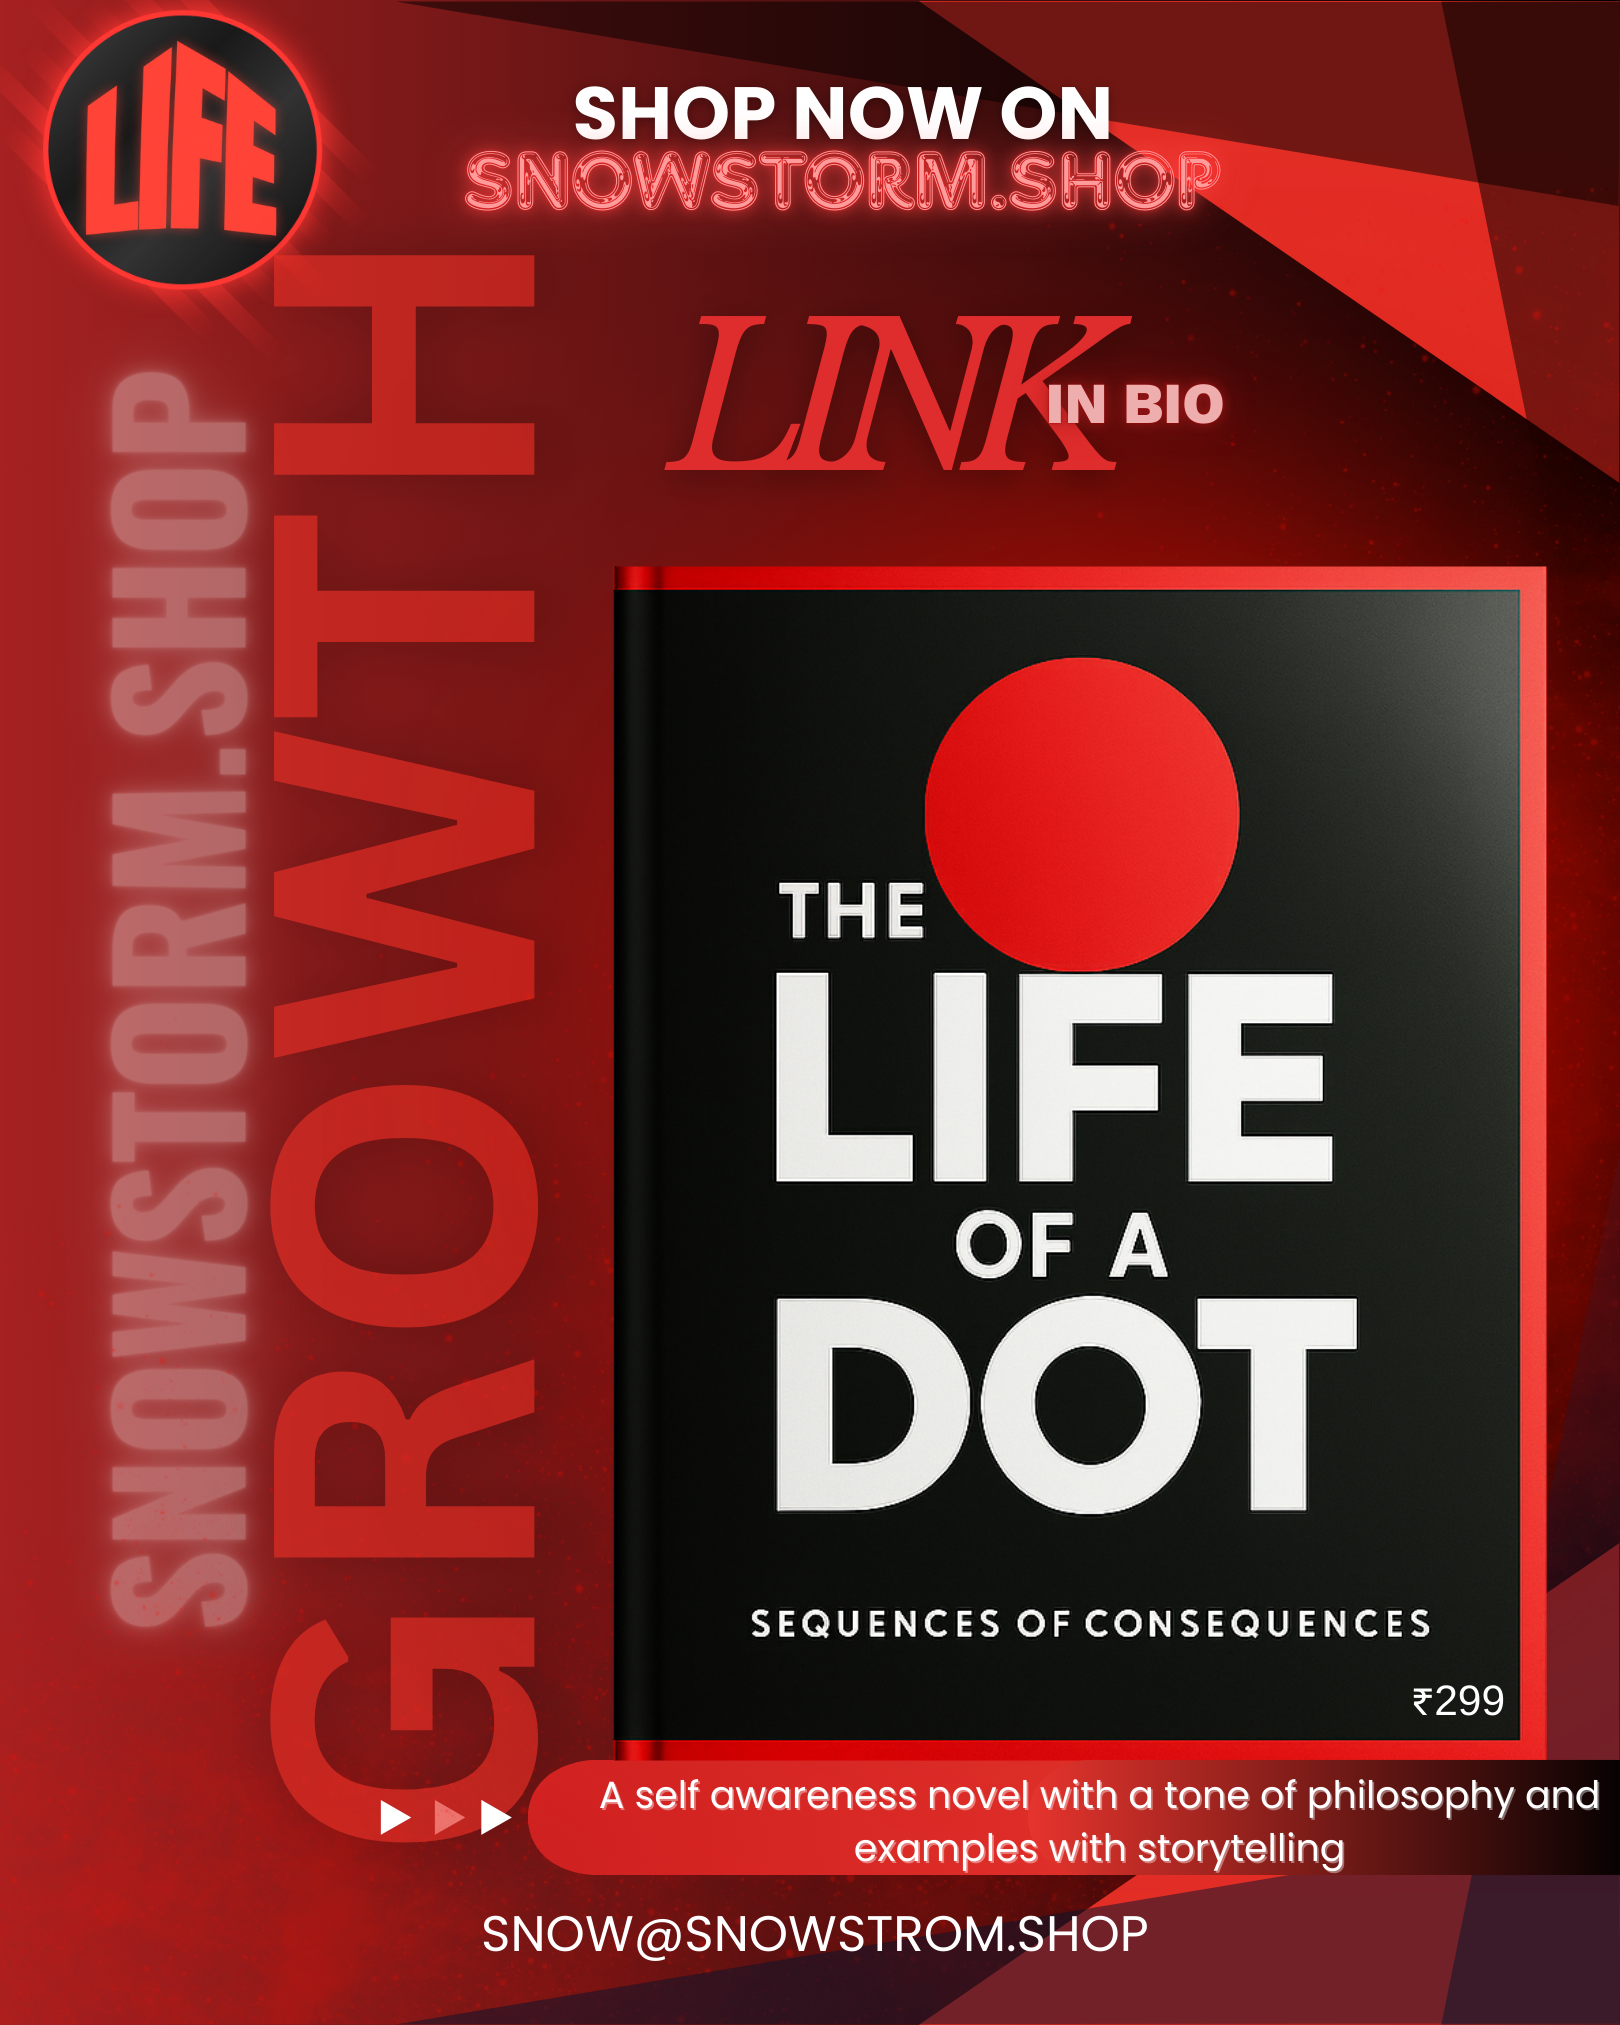 LIFE
SHOP NOW ON
SNOWSTORM.SHOP
LINK
IN BIO
SNOWSTORM.SHOP
GROWTH
THE
LIFE
OF A
DOT
SEQUENCES OF CONSEQUENCES
₹299
A self awareness novel with a tone of philosophy and
examples with storytelling
SNOW@SNOWSTROM.SHOP